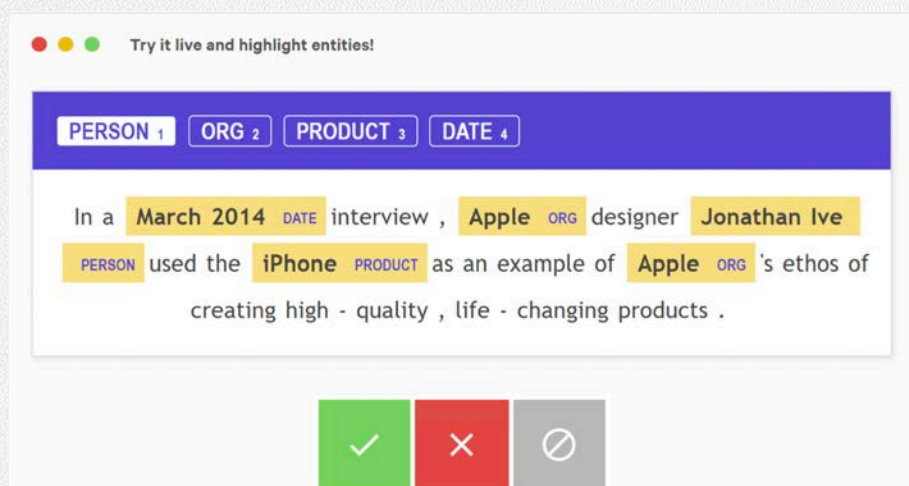 Try it live and highlight entities!
PERSON 1 ORG 2 PRODUCT 3 DATE 4
In a March 2014 DATE interview , Apple ORG designer Jonathan Ive
PERSON used the iPhone PRODUCT as an example of Apple ORG 's ethos of
creating high - quality , life - changing products .